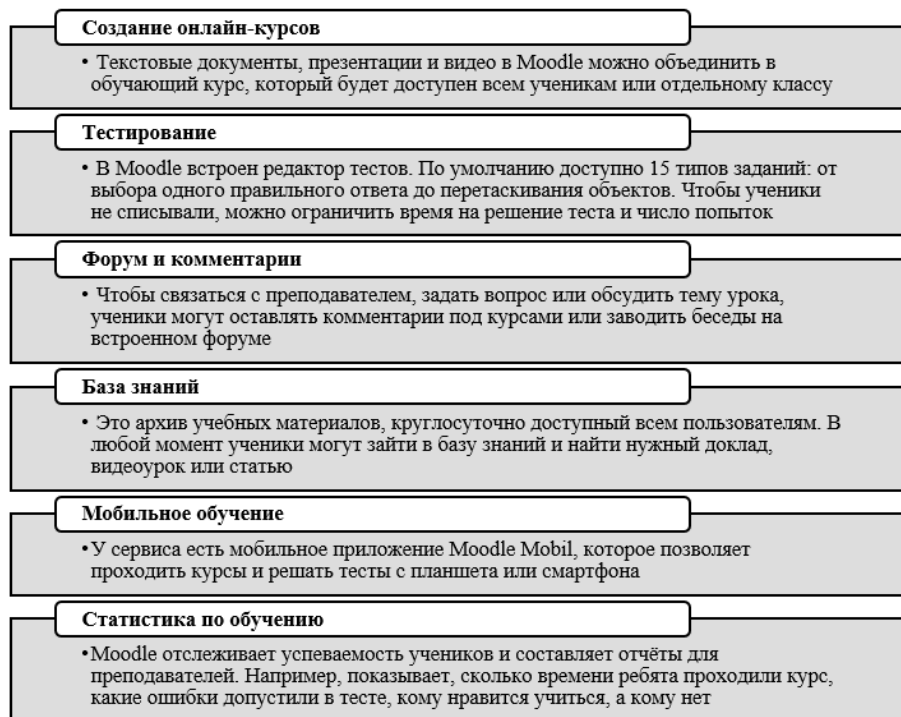 Создание онлайн-курсов
• Текстовые документы, презентации и видео в Moodle можно объединить в
обучающий курс, который будет доступен всем ученикам или отдельному классу
Тестирование
• В Moodle встроен редактор тестов. По умолчанию доступно 15 типов заданий: от
выбора одного правильного ответа до перетаскивания объектов. Чтобы ученики
не списывали, можно ограничить время на решение теста и число попыток
Форум и комментарии
• Чтобы связаться с преподавателем, задать вопрос или обсудить тему урока,
ученики могут оставлять комментарии под курсами или заводить беседы на
встроенном форуме
База знаний
• Это архив учебных материалов, круглосуточно доступный всем пользователям. В
любой момент ученики могут зайти в базу знаний и найти нужный доклад,
видеоурок или статью
Мобильное обучение
• У сервиса есть мобильное приложение Moodle Mobil, которое позволяет
проходить курсы и решать тесты с планшета или смартфона
Статистика по обучению
• Moodle отслеживает успеваемость учеников и составляет отчёты для
преподавателей. Например, показывает, сколько времени ребята проходили курс,
какие ошибки допустили в тесте, кому нравится учиться, а кому нет